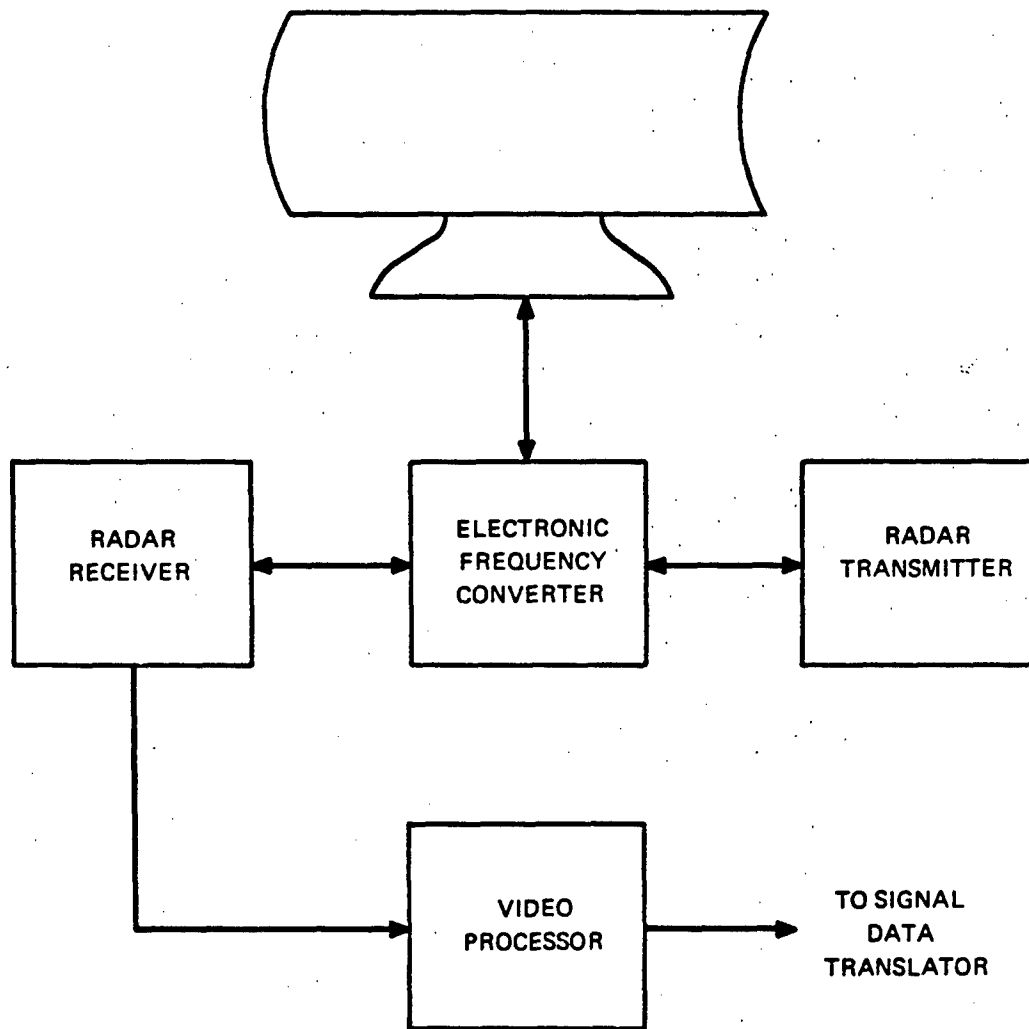 RADAR
RECEIVER
ELECTRONIC
FREQUENCY
CONVERTER
RADAR
TRANSMITTER
VIDEO
PROCESSOR
TO SIGNAL
DATA
TRANSLATOR